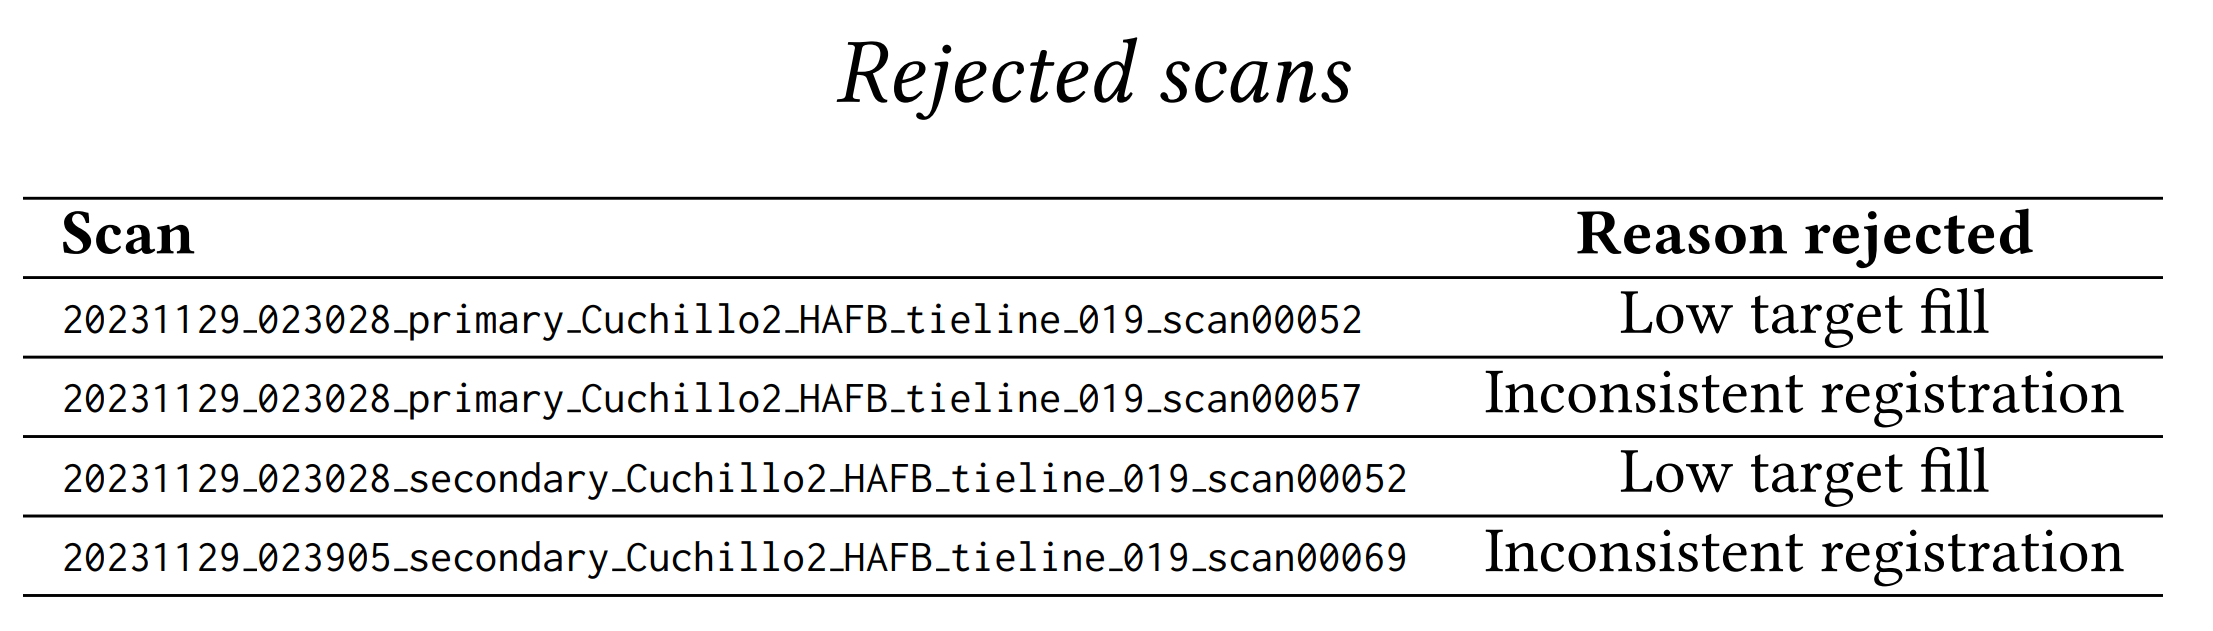 Rejected scans
Scan Reason rejected
20231129_023028_primary_Cuchillo2_HAFB_tieline_019_scan00052 Low target fill
20231129_023028_primary_Cuchillo2_HAFB_tieline_019_scan00057 Inconsistent registration
20231129_023028_secondary_Cuchillo2_HAFB_tieline_019_scan00052 Low target fill
20231129_023905_secondary_Cuchillo2_HAFB_tieline_019_scan00069 Inconsistent registration